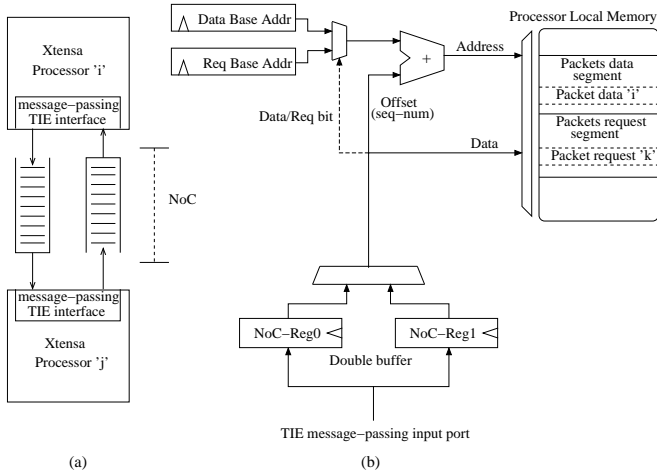 Xtensa
Processor 'i'
message−passing
TIE interface
NoC
message−passing
TIE interface
Xtensa
Processor 'j'
(a)
Data Base Addr
Req Base Addr
+
Address
Offset
(seq−num)
Data/Req bit
Data
Processor Local Memory
Packets data
segment
Packet data 'i'
Packets request
segment
Packet request 'k'
NoC−Reg0
NoC−Reg1
Double buffer
TIE message−passing input port
(b)